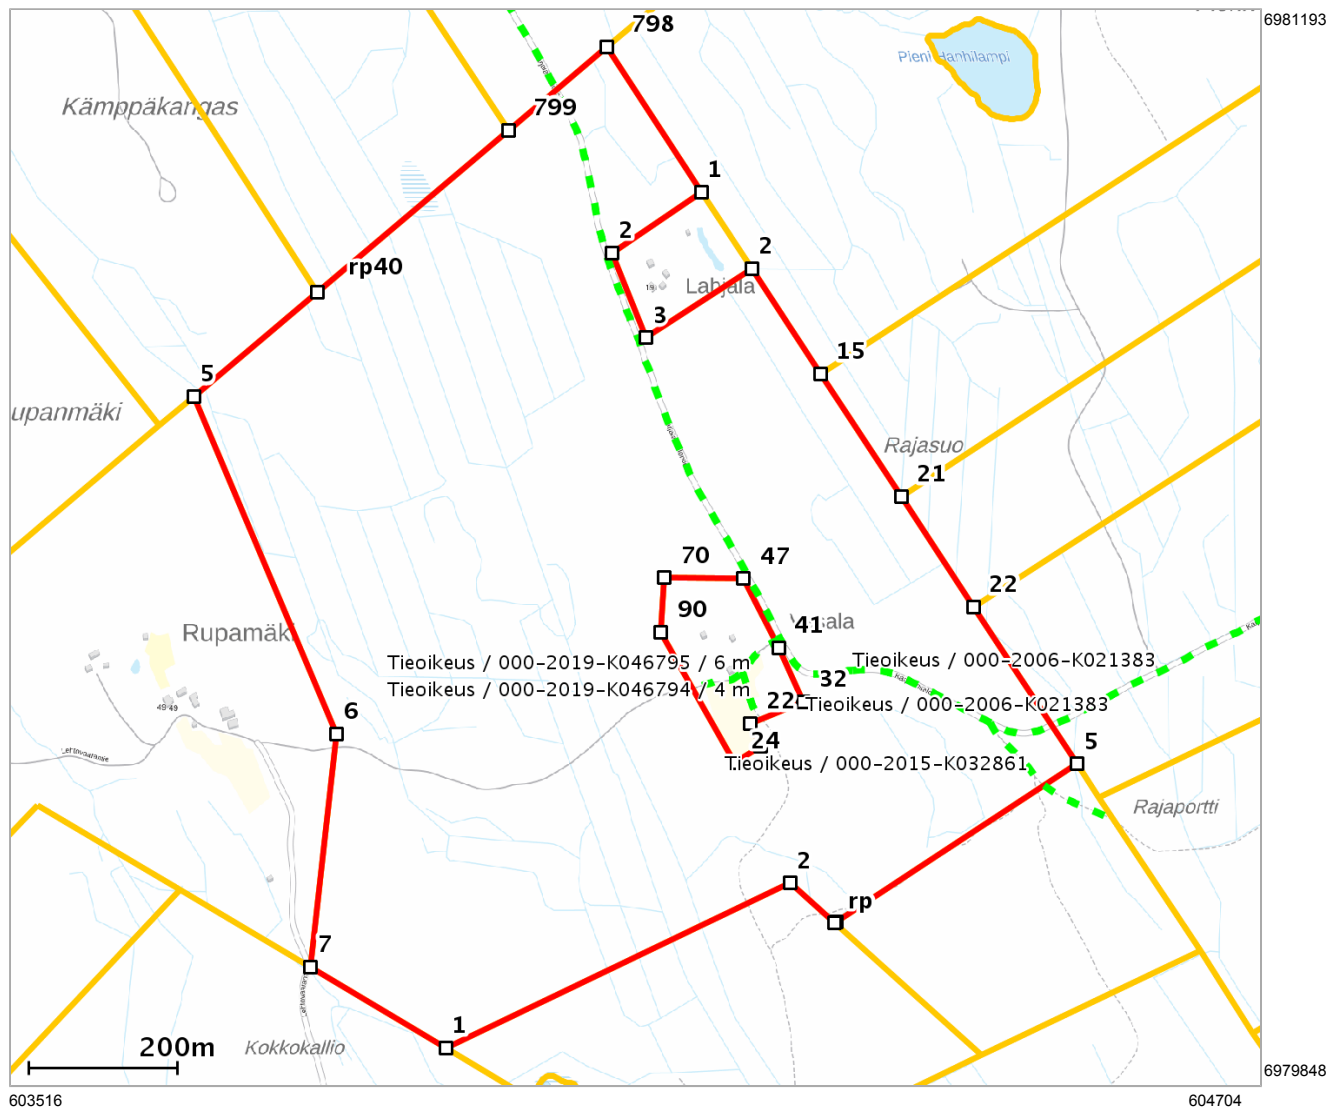 6981193
798
Pieni Hanhilampi
Kämppäkangas
799
1
2
2
rp40
19
Lahjala
3
15
5
upanmäki
Rajasuo
21
70
47
22
90
41
Rupamäki
Tieoikeus / 000-2019-K046795 / 6 m
Tieoikeus / 000-2006-K021383
32
Tieoikeus / 000-2019-K046794 / 4 m
22
Tieoikeus / 000-2006-K021383
49 49
6
24
5
Tieoikeus / 000-2015-K032861
Rajaportti
2
rp
7
1
200m
Kokkokallio
6979848
603516
604704